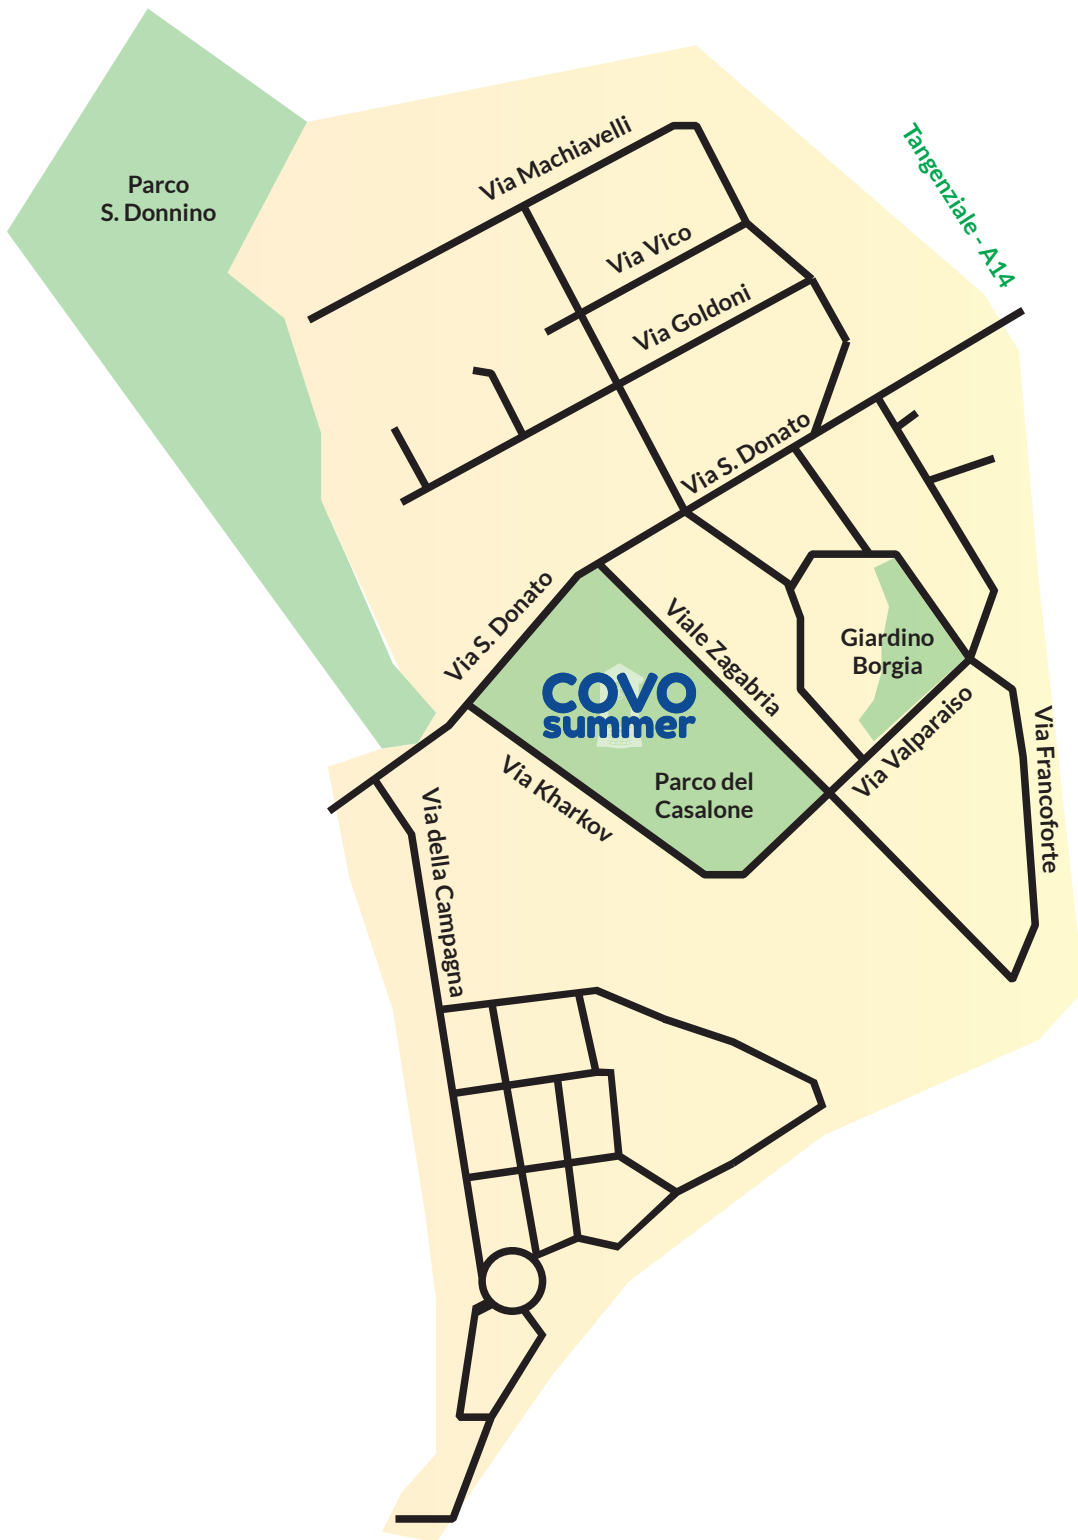 Via Machiavelli
Tangenziale - A14
Parco
S. Donnino
Via Vico
Via Goldoni
Via S. Donato
Via S. Donato
Viale Zagabria
Giardino
Borgia
covo
summer
Via Valparaiso
Via Francoforte
Via Kharkov
Parco del
Casalone
Via della Campagna